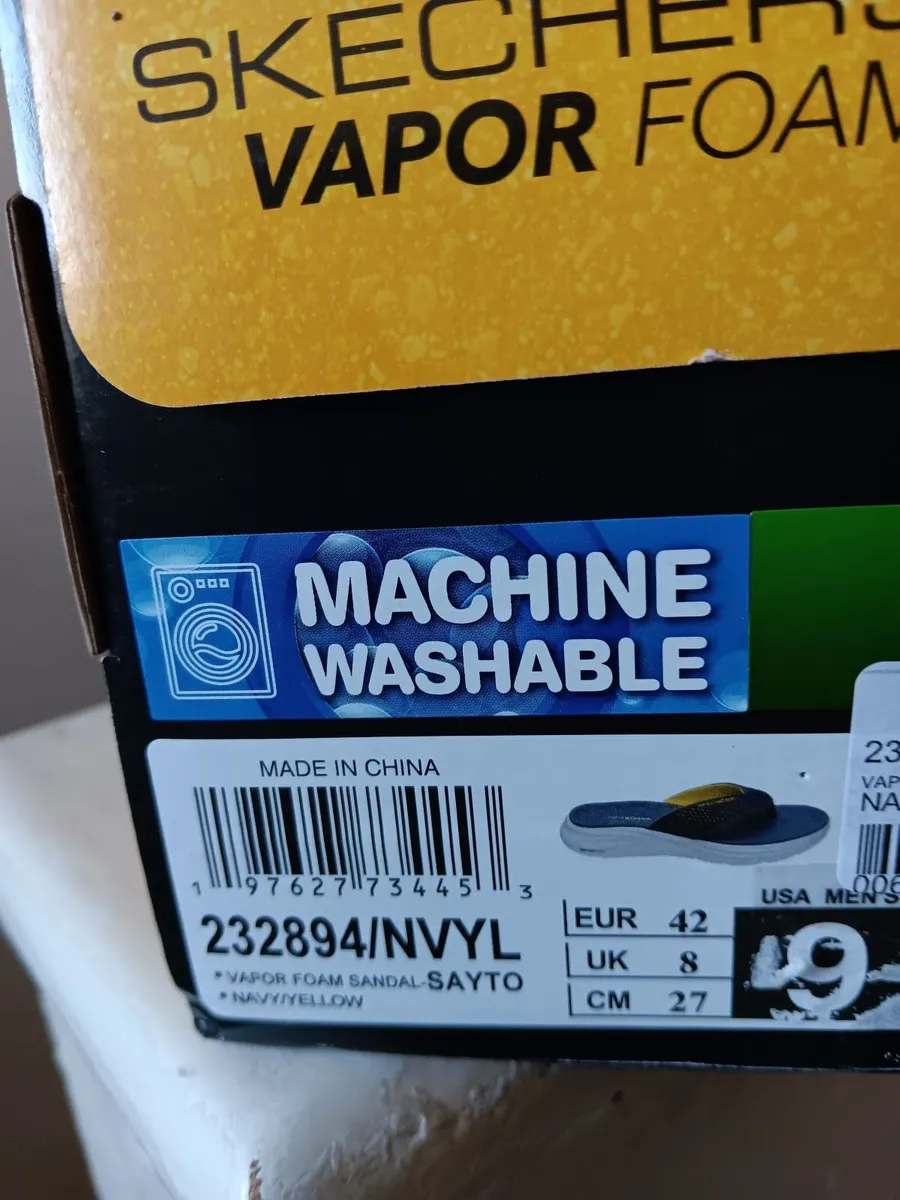 SKECHERS
VAPOR FOAM
MACHINE
WASHABLE
MADE IN CHINA
1 97627 73445 3
232894/NVYL
* VAPOR FOAM SANDAL-SAYTO
* NAVY/YELLOW
EUR 42
UK 8
CM 27
USA MEN'S
9
23
VAP
NA
006